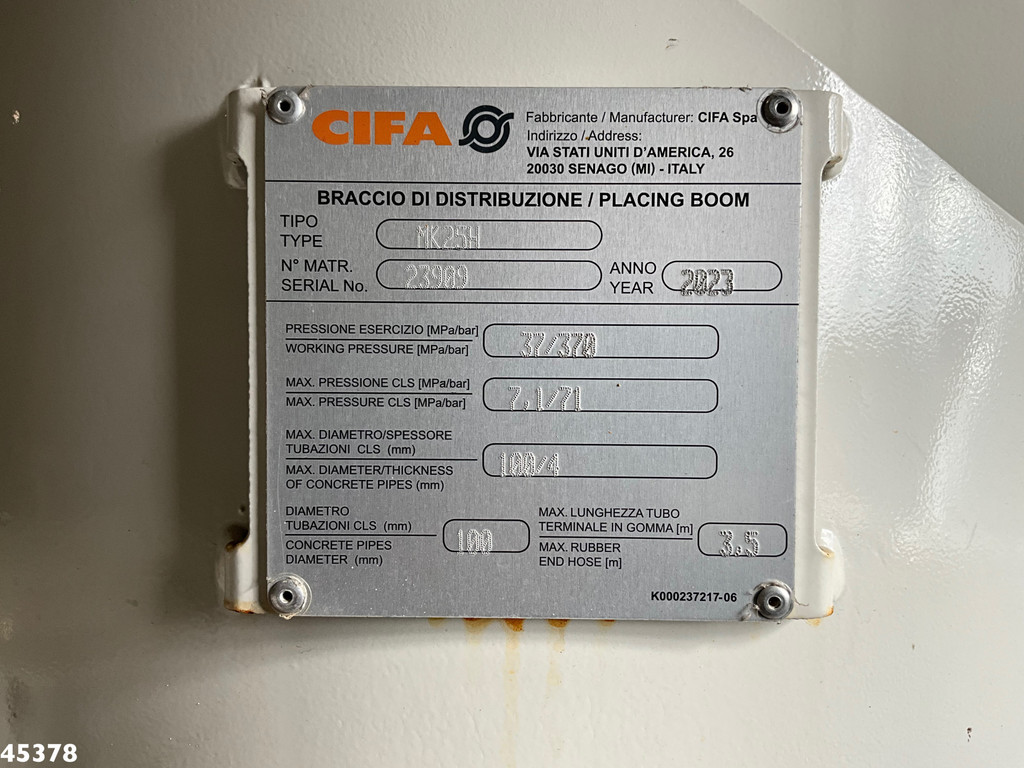 CIFA
Fabbricante / Manufacturer: CIFA Spa
Indirizzo / Address:
VIA STATI UNITI D'AMERICA, 26
20030 SENAGO (MI) - ITALY
BRACCIO DI DISTRIBUZIONE / PLACING BOOM
TIPO
TYPE
MK25H
N° MATR.
SERIAL No.
23909
ANNO
YEAR
2023
PRESSIONE ESERCIZIO [MPa/bar]
WORKING PRESSURE [MPa/bar]
37/370
MAX. PRESSIONE CLS [MPa/bar]
MAX. PRESSURE CLS [MPa/bar]
7,1/71
MAX. DIAMETRO/SPESSORE
TUBAZIONI CLS (mm)
MAX. DIAMETER/THICKNESS
OF CONCRETE PIPES (mm)
100/4
DIAMETRO
TUBAZIONI CLS (mm)
CONCRETE PIPES
DIAMETER (mm)
100
MAX. LUNGHEZZA TUBO
TERMINALE IN GOMMA [m]
MAX. RUBBER
END HOSE [m]
3.5
K000237217-06
45378